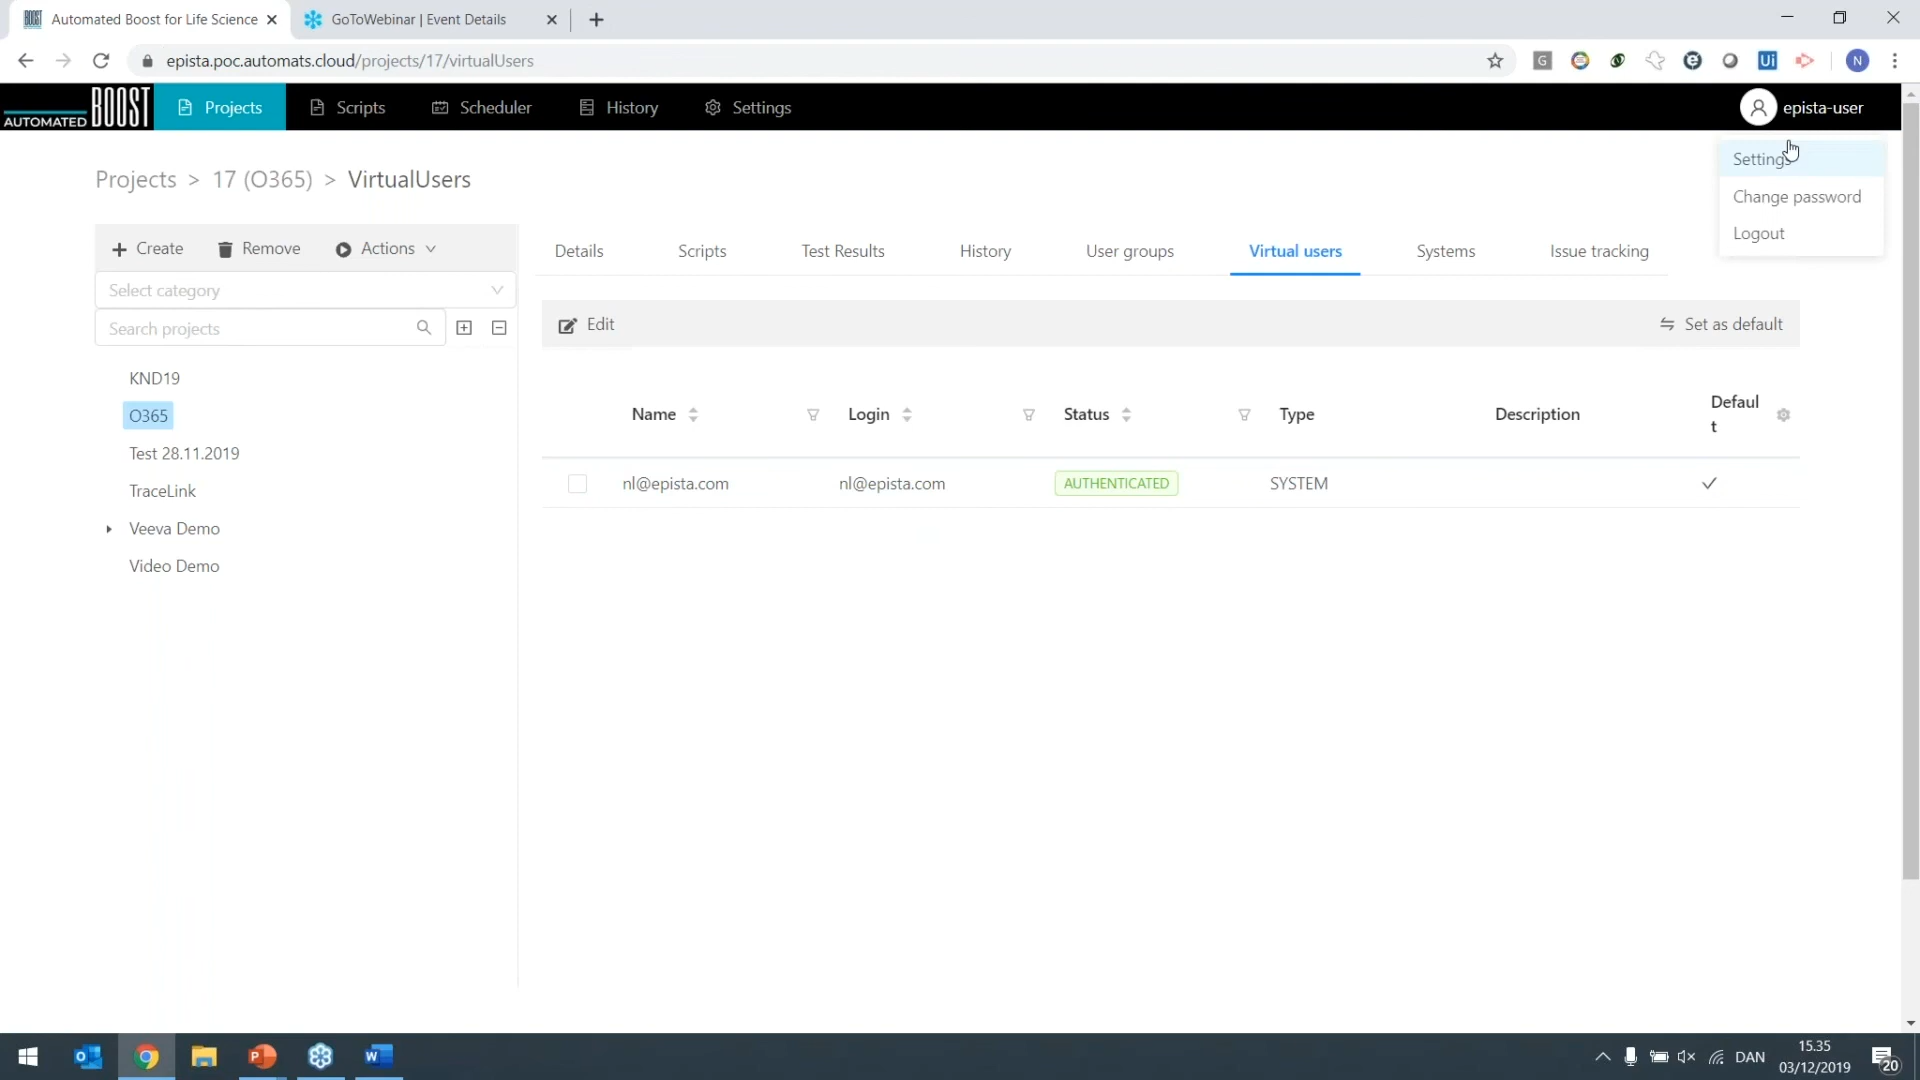 Automated Boost for Life Science
GoToWebinar | Event Details
epista.poc.automats.cloud/projects/17/virtualUsers
G
Ui
N
AUTOMATED BOOST
Projects
Scripts
Scheduler
History
Settings
epista-user
Settings
Change password
Logout
Projects > 17 (O365) > VirtualUsers
Create
Remove
Actions
Details
Scripts
Test Results
History
User groups
Virtual users
Systems
Issue tracking
Select category
Search projects
Edit
Set as default
KND19
O365
Test 28.11.2019
TraceLink
Veeva Demo
Video Demo
Name
Login
Status
Type
Description
Defaul
t
nl@epista.com
nl@epista.com
AUTHENTICATED
SYSTEM
DAN
15.35
03/12/2019
20